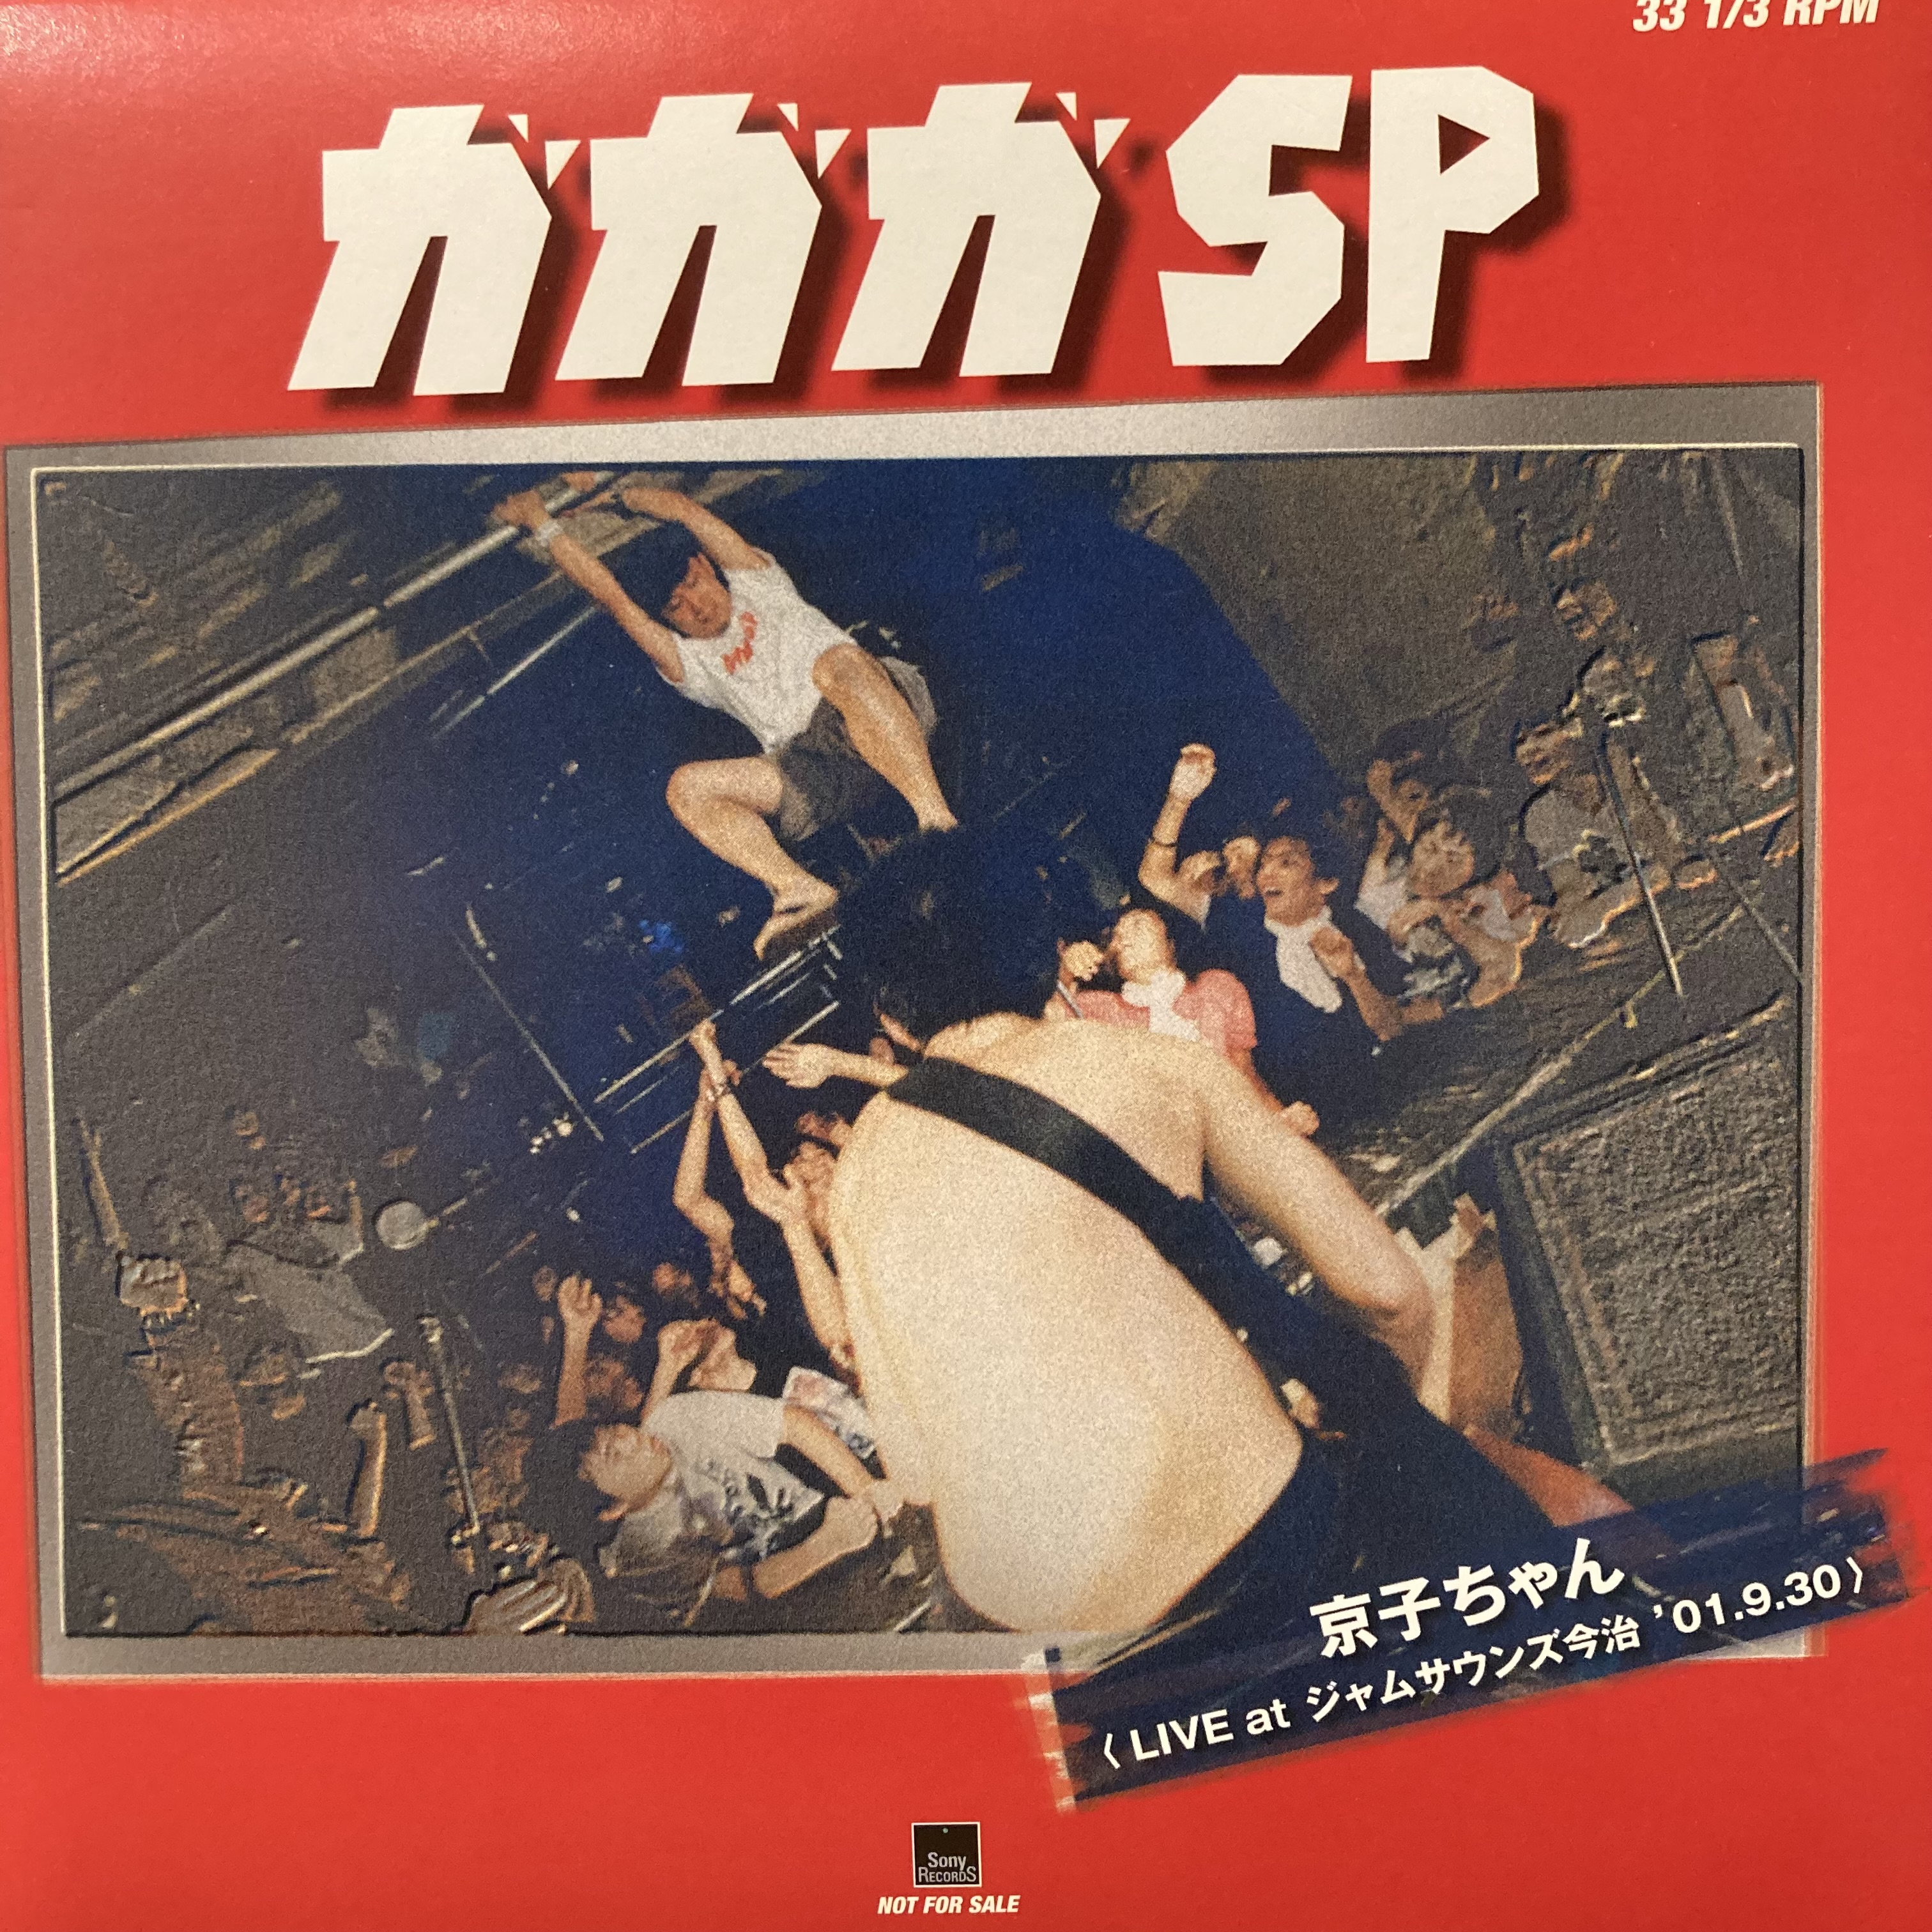 33 1/3 RPM
ガガガSP
京子ちゃん
〈 LIVE at ジャムサウンズ今治 '01.9.30〉
Sony
RECORDS
NOT FOR SALE